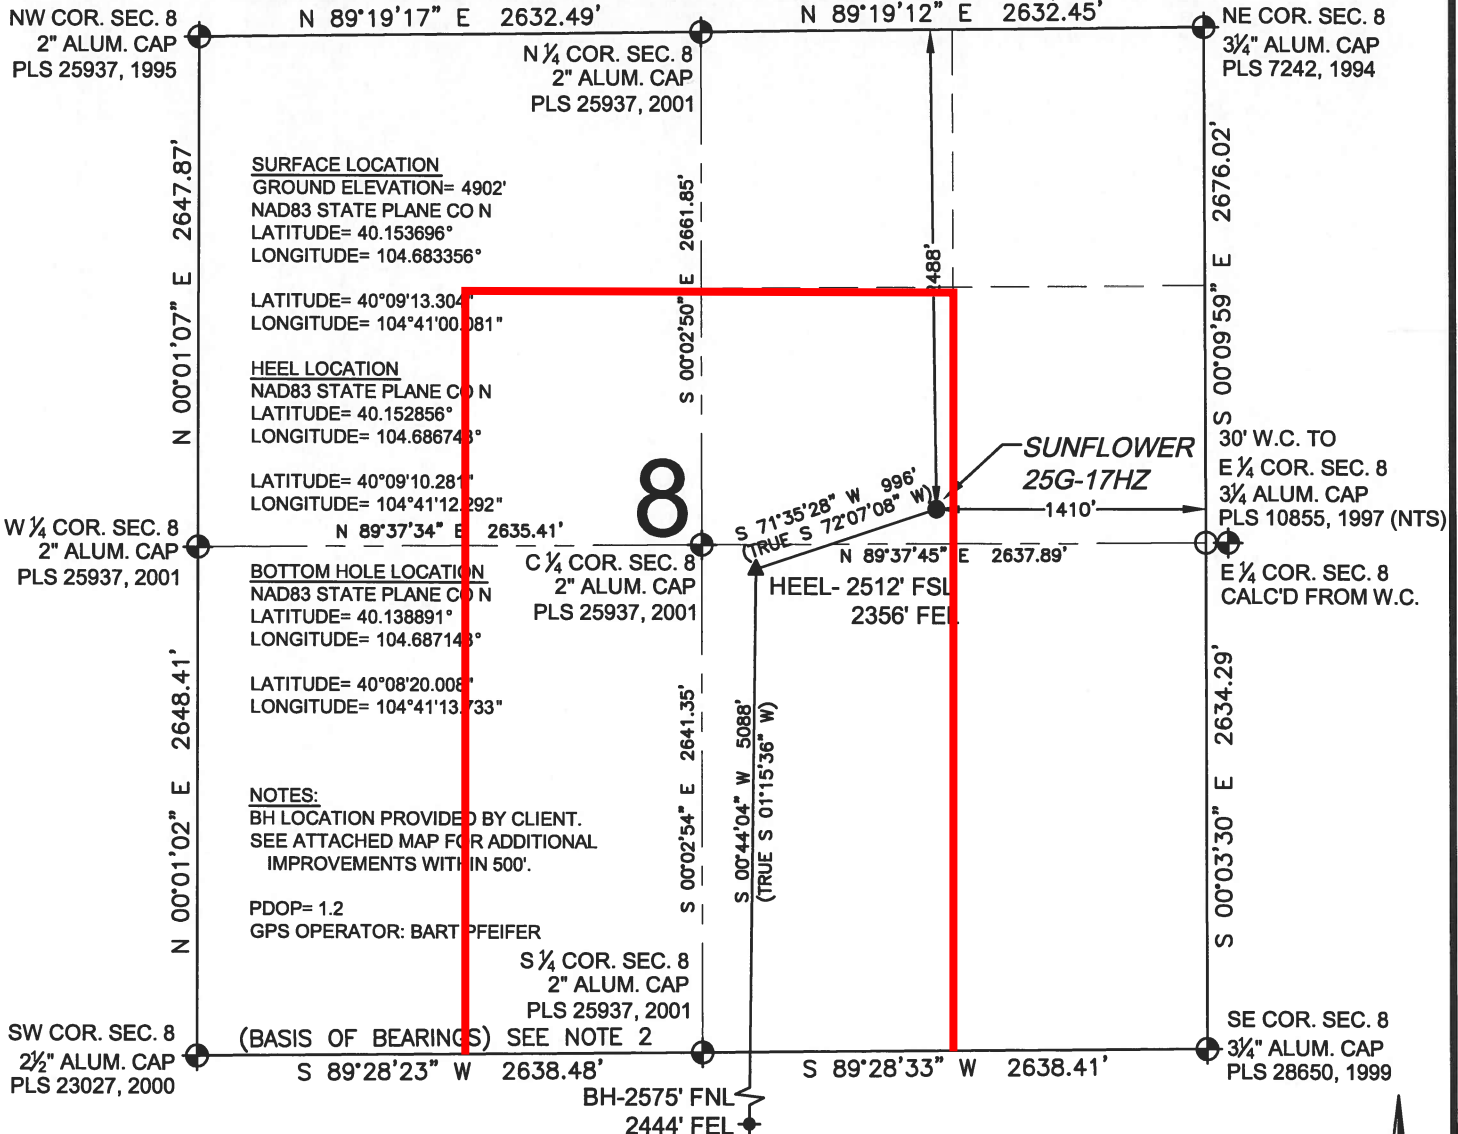 NW COR. SEC. 8
2" ALUM. CAP
PLS 25937, 1995
N 89°19'17" E 2632.49'
N ¼ COR. SEC. 8
2" ALUM. CAP
PLS 25937, 2001
N 89°19'12" E 2632.45'
NE COR. SEC. 8
3¼" ALUM. CAP
PLS 7242, 1994
N 00°01'07" E 2647.87'
SURFACE LOCATION
GROUND ELEVATION= 4902'
NAD83 STATE PLANE CO N
LATITUDE= 40.153696°
LONGITUDE= 104.683356°
LATITUDE= 40°09'13.304"
LONGITUDE= 104°41'00.081"
HEEL LOCATION
NAD83 STATE PLANE CO N
LATITUDE= 40.152856°
LONGITUDE= 104.686743°
LATITUDE= 40°09'10.281"
LONGITUDE= 104°41'12.292"
S 00°02'50" E 2661.85'
2488'
S 00°09'59" E 2676.02'
8
SUNFLOWER
25G-17HZ
1410'
S 71°35'28" W 996'
(TRUE S 72°07'08" W)
30' W.C. TO
E ¼ COR. SEC. 8
3¼ ALUM. CAP
PLS 10855, 1997 (NTS)
W ¼ COR. SEC. 8
2" ALUM. CAP
PLS 25937, 2001
N 89°37'34" E 2635.41'
C ¼ COR. SEC. 8
2" ALUM. CAP
PLS 25937, 2001
N 89°37'45" E 2637.89'
HEEL- 2512' FSL
2356' FEL
E ¼ COR. SEC. 8
CALC'D FROM W.C.
BOTTOM HOLE LOCATION
NAD83 STATE PLANE CO N
LATITUDE= 40.138891°
LONGITUDE= 104.687148°
LATITUDE= 40°08'20.008"
LONGITUDE= 104°41'13.733"
N 00°01'02" E 2648.41'
S 00°02'54" E 2641.35'
S 00°44'04" W 5088'
(TRUE S 01°15'36" W)
S 00°03'30" E 2634.29'
NOTES:
BH LOCATION PROVIDED BY CLIENT.
SEE ATTACHED MAP FOR ADDITIONAL
IMPROVEMENTS WITHIN 500'.
PDOP= 1.2
GPS OPERATOR: BART PFEIFER
S ¼ COR. SEC. 8
2" ALUM. CAP
PLS 25937, 2001
SW COR. SEC. 8
2½" ALUM. CAP
PLS 23027, 2000
(BASIS OF BEARINGS) SEE NOTE 2
S 89°28'23" W 2638.48'
S 89°28'33" W 2638.41'
SE COR. SEC. 8
3¼" ALUM. CAP
PLS 28650, 1999
BH-2575' FNL
2444' FEL